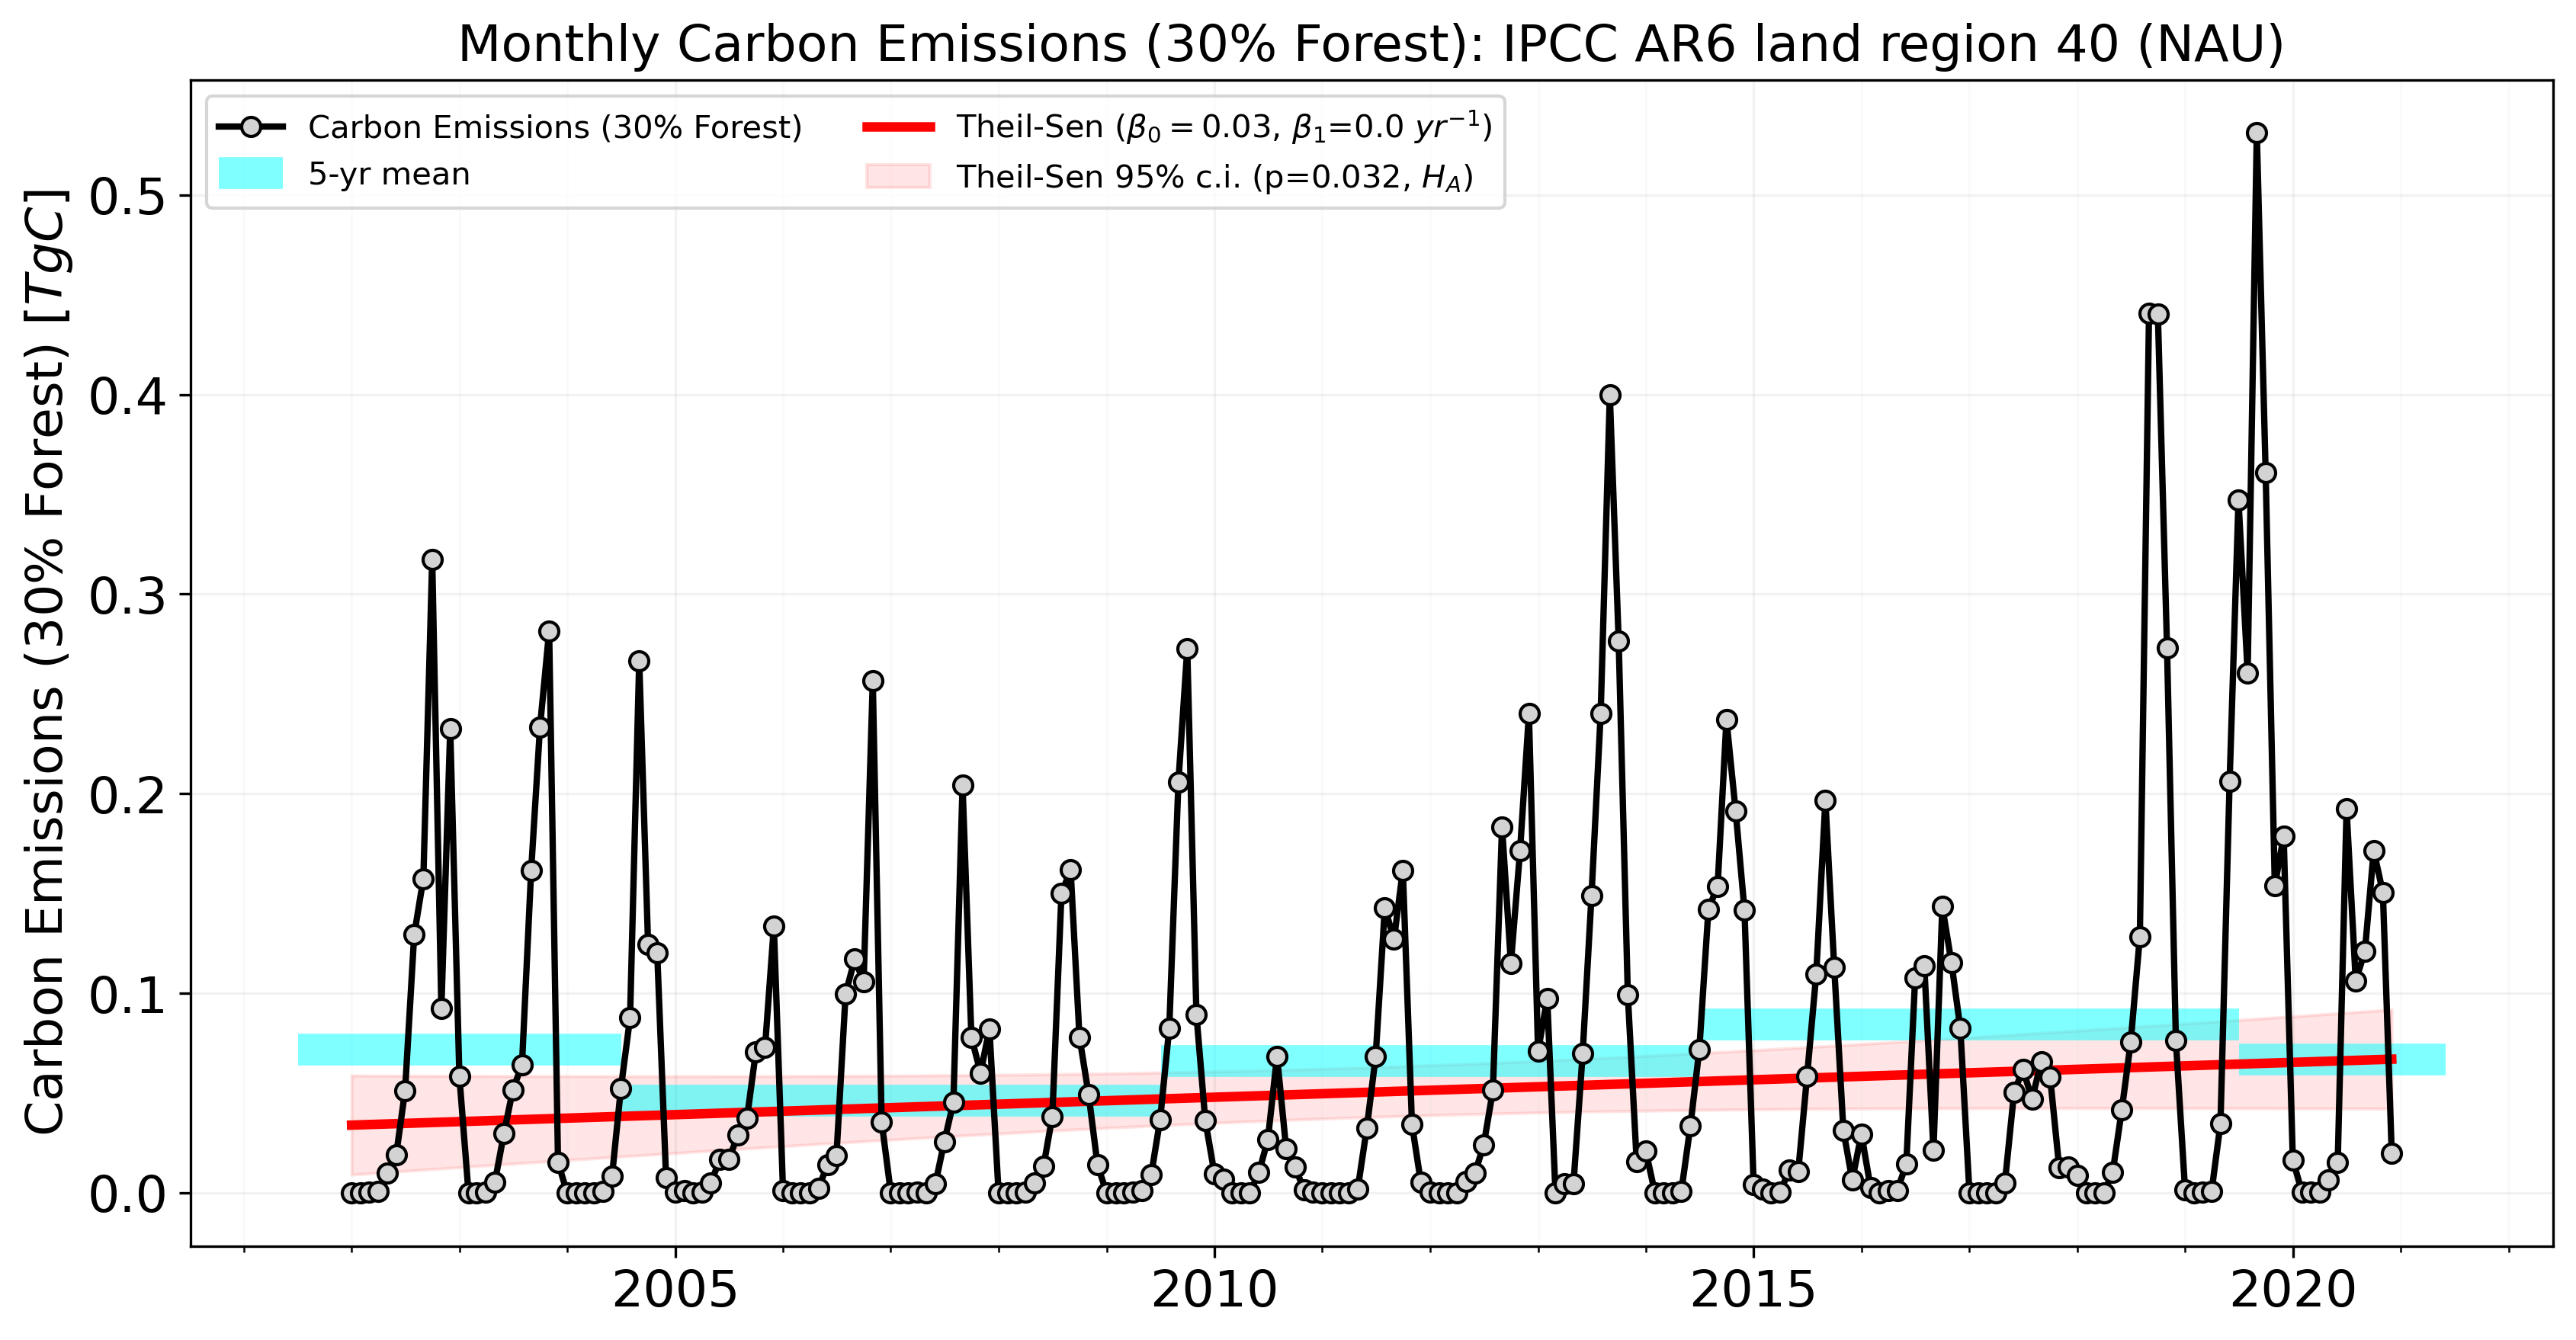 Monthly Carbon Emissions (30% Forest): IPCC AR6 land region 40 (NAU)
Carbon Emissions (30% Forest)
5-yr mean
Theil-Sen (β₀ = 0.03, β₁=0.0 yr⁻¹)
Theil-Sen 95% c.i. (p=0.032, H_A)
Carbon Emissions (30% Forest) [TgC]
0.5
0.4
0.3
0.2
0.1
0.0
2005
2010
2015
2020